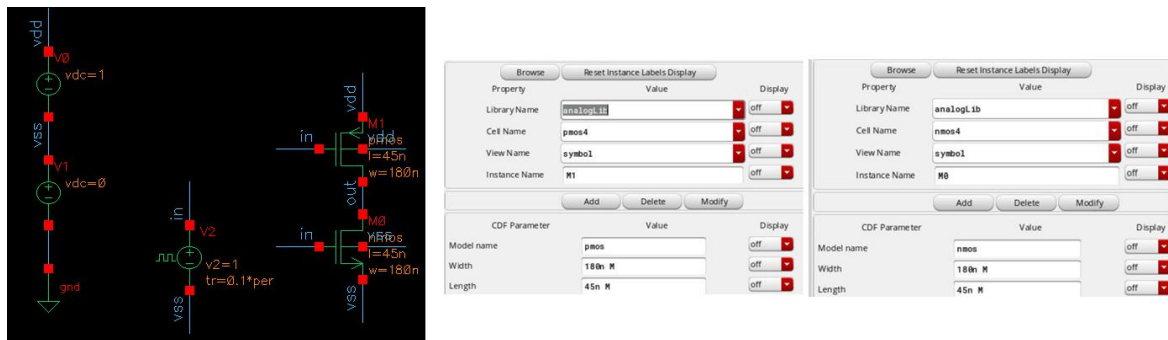 vdd
V0
vdc=1
vss
V1
vdc=0
gnd
in
V2
v2=1
tr=0.1*per
vss
vdd
M1
in
vdd
pmos
l=45n
w=180n
out
M0
in
vss
nmos
l=45n
w=180n
vss
Browse Reset Instance Labels Display
Property Value Display
Library Name analogLib off
Cell Name pmos4 off
View Name symbol off
Instance Name M1 off
Add Delete Modify
CDF Parameter Value Display
Model name pmos off
Width 180n M off
Length 45n M off
Browse Reset Instance Labels Display
Property Value Display
Library Name analogLib off
Cell Name nmos4 off
View Name symbol off
Instance Name M0 off
Add Delete Modify
CDF Parameter Value Display
Model name nmos off
Width 180n M off
Length 45n M off